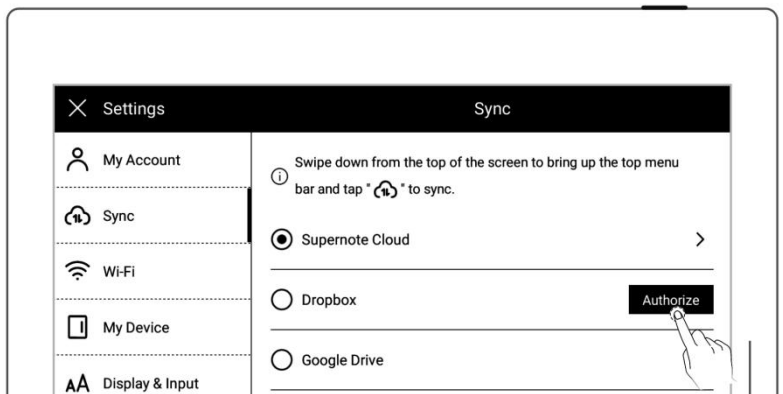 Settings
Sync
My Account
Sync
Wi-Fi
My Device
Display & Input
Swipe down from the top of the screen to bring up the top menu
bar and tap " " to sync.
Supernote Cloud
Dropbox
Authorize
Google Drive